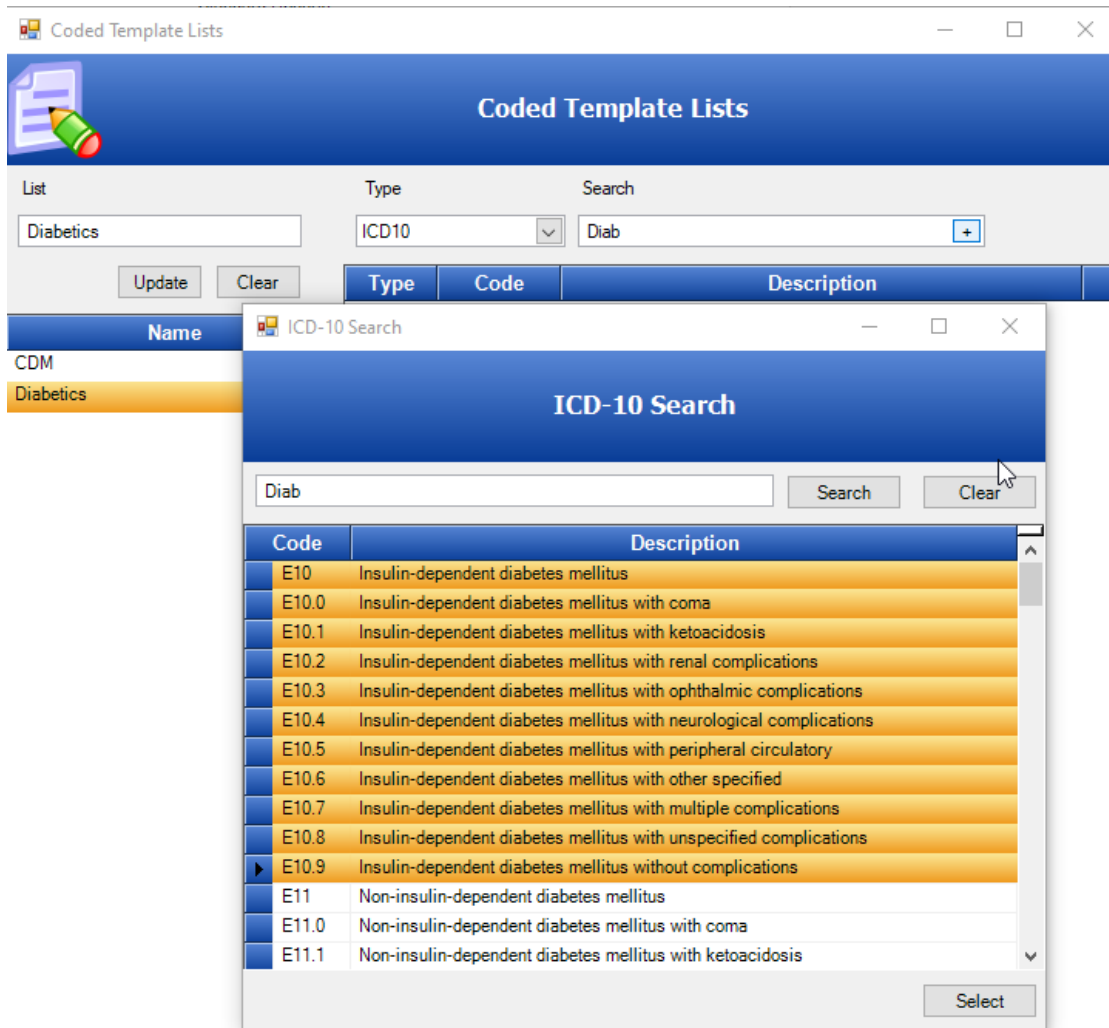 Coded Template Lists
Coded Template Lists
List Type Search
Diabetics ICD10 Diab +
Update Clear Type Code Description
Name
CDM
Diabetics
ICD-10 Search
ICD-10 Search
Diab Search Clear
Code Description
E10 Insulin-dependent diabetes mellitus
E10.0 Insulin-dependent diabetes mellitus with coma
E10.1 Insulin-dependent diabetes mellitus with ketoacidosis
E10.2 Insulin-dependent diabetes mellitus with renal complications
E10.3 Insulin-dependent diabetes mellitus with ophthalmic complications
E10.4 Insulin-dependent diabetes mellitus with neurological complications
E10.5 Insulin-dependent diabetes mellitus with peripheral circulatory
E10.6 Insulin-dependent diabetes mellitus with other specified
E10.7 Insulin-dependent diabetes mellitus with multiple complications
E10.8 Insulin-dependent diabetes mellitus with unspecified complications
E10.9 Insulin-dependent diabetes mellitus without complications
E11 Non-insulin-dependent diabetes mellitus
E11.0 Non-insulin-dependent diabetes mellitus with coma
E11.1 Non-insulin-dependent diabetes mellitus with ketoacidosis
Select